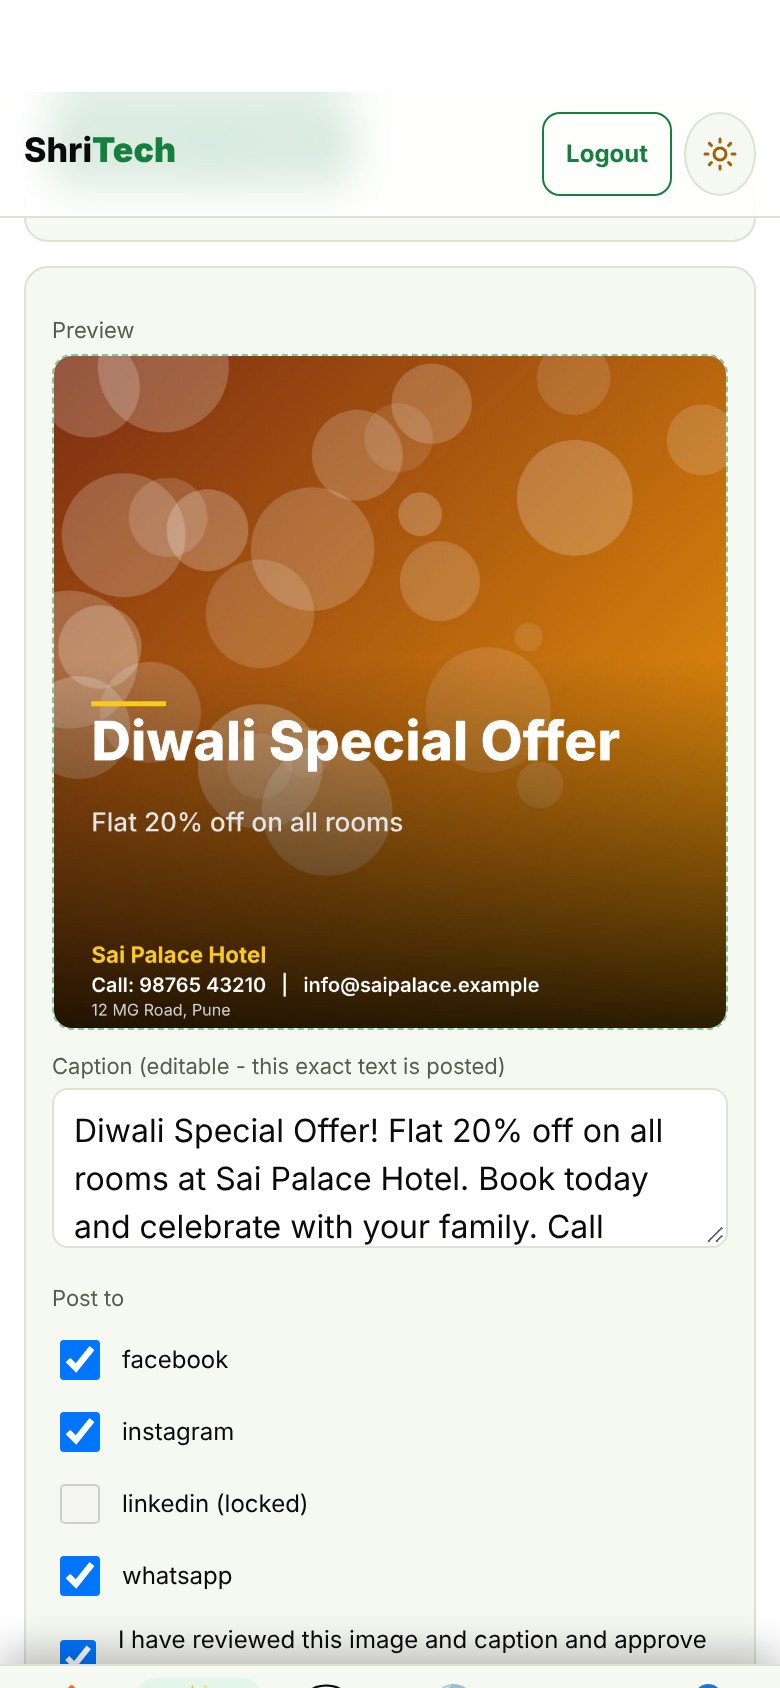 ShriTech
Logout
Preview
Diwali Special Offer
Flat 20% off on all rooms
Sai Palace Hotel
Call: 98765 43210 | info@saipalace.example
12 MG Road, Pune
Caption (editable - this exact text is posted)
Diwali Special Offer! Flat 20% off on all
rooms at Sai Palace Hotel. Book today
and celebrate with your family. Call
Post to
facebook
instagram
linkedin (locked)
whatsapp
I have reviewed this image and caption and approve